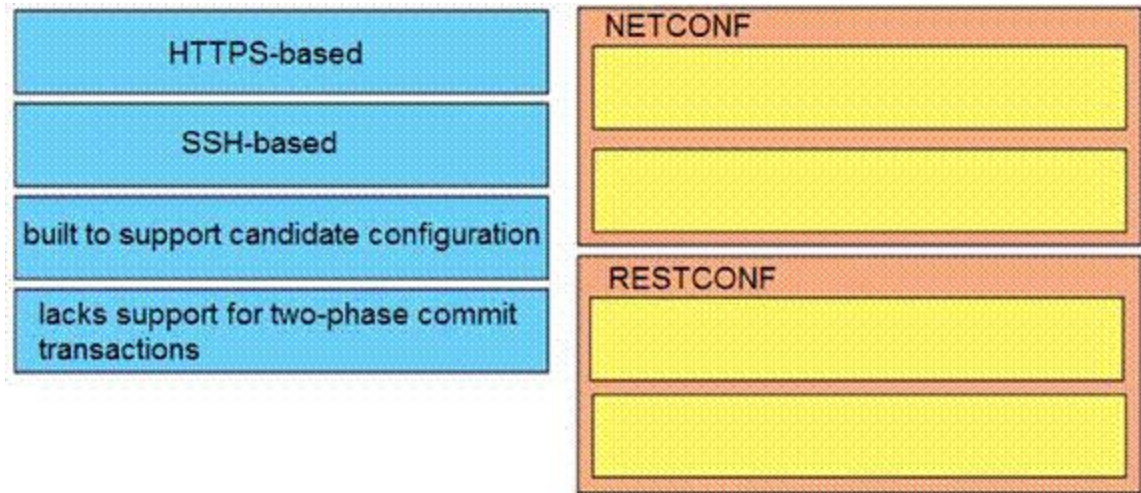 HTTPS-based
SSH-based
built to support candidate configuration
lacks support for two-phase commit
transactions
NETCONF
RESTCONF